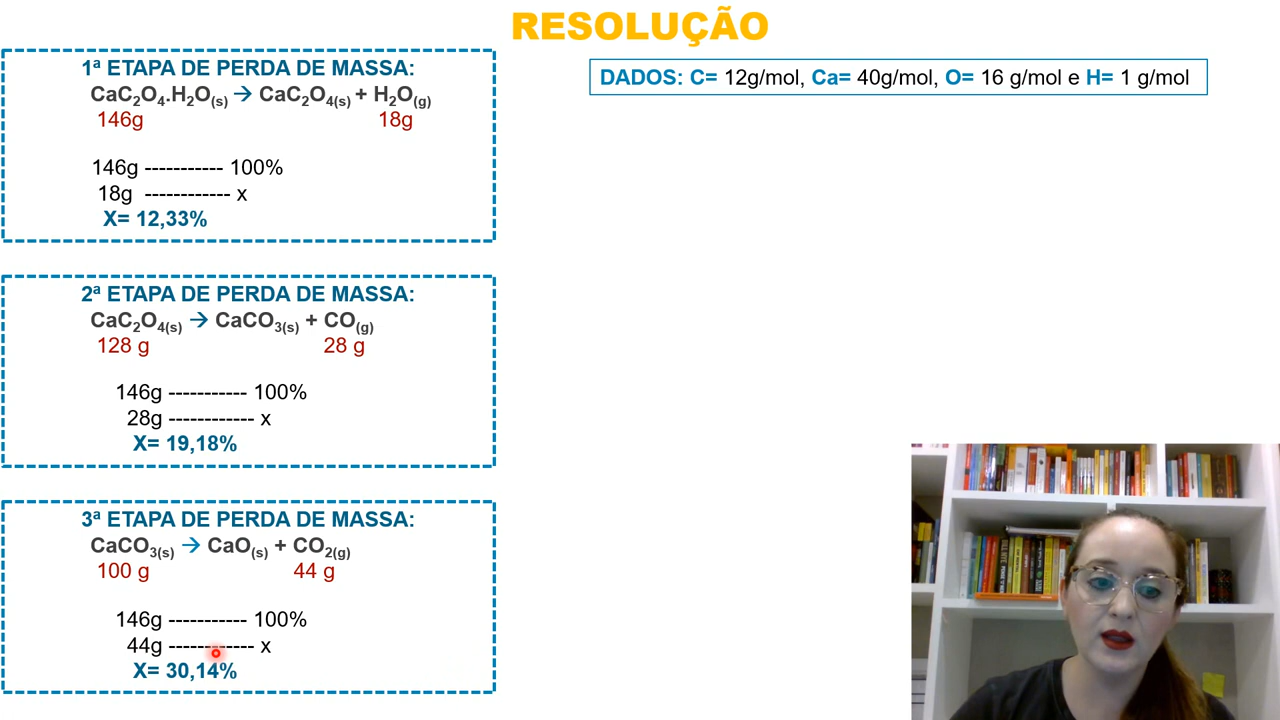 RESOLUÇÃO
DADOS: C= 12g/mol, Ca= 40g/mol, O= 16 g/mol e H= 1 g/mol
1ª ETAPA DE PERDA DE MASSA:
CaC₂O₄.H₂O₍s₎ → CaC₂O₄₍s₎ + H₂O₍g₎
146g 18g
146g ----------- 100%
18g ------------ x
X= 12,33%
2ª ETAPA DE PERDA DE MASSA:
CaC₂O₄₍s₎ → CaCO₃₍s₎ + CO₍g₎
128 g 28 g
146g ----------- 100%
28g ------------ x
X= 19,18%
3ª ETAPA DE PERDA DE MASSA:
CaCO₃₍s₎ → CaO₍s₎ + CO₂₍g₎
100 g 44 g
146g ----------- 100%
44g ------------ x
X= 30,14%